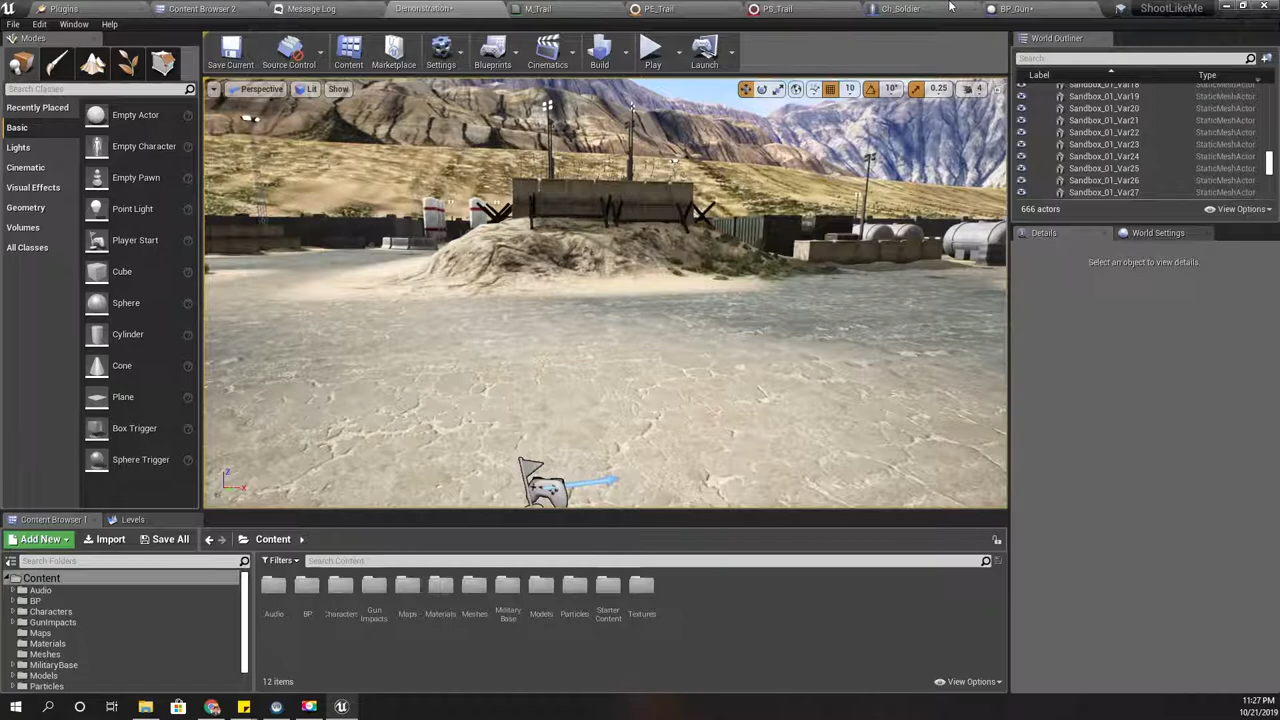 Plugins Content Browser 2 Message Log Demonstration* M_Trail PE_Trail PS_Trail Ch_Soldier BP_Gun* ShootLikeMe
File Edit Window Help
Modes
Search Classes
Recently Placed
Basic
Lights
Cinematic
Visual Effects
Geometry
Volumes
All Classes
Empty Actor
Empty Character
Empty Pawn
Point Light
Player Start
Cube
Sphere
Cylinder
Cone
Plane
Box Trigger
Sphere Trigger
Save Current Source Control Content Marketplace Settings Blueprints Cinematics Build Play Launch
Perspective Lit Show 10 10° 0.25 4
Z
X
World Outliner
Search
Label Type
Sandbox_01_Var18 StaticMeshActor
Sandbox_01_Var19 StaticMeshActor
Sandbox_01_Var20 StaticMeshActor
Sandbox_01_Var21 StaticMeshActor
Sandbox_01_Var22 StaticMeshActor
Sandbox_01_Var23 StaticMeshActor
Sandbox_01_Var24 StaticMeshActor
Sandbox_01_Var25 StaticMeshActor
Sandbox_01_Var26 StaticMeshActor
Sandbox_01_Var27 StaticMeshActor
666 actors View Options
Details World Settings
Select an object to view details.
Content Browser 1 Levels
Add New Import Save All Content
Search Folders
Filters Search Content
Content
Audio
BP
Characters
GunImpacts
Maps
Materials
Meshes
MilitaryBase
Models
Particles
Audio BP Characters Gun Impacts Maps Materials Meshes Military Base Models Particles Starter Content Textures
12 items View Options
11:27 PM
10/21/2019